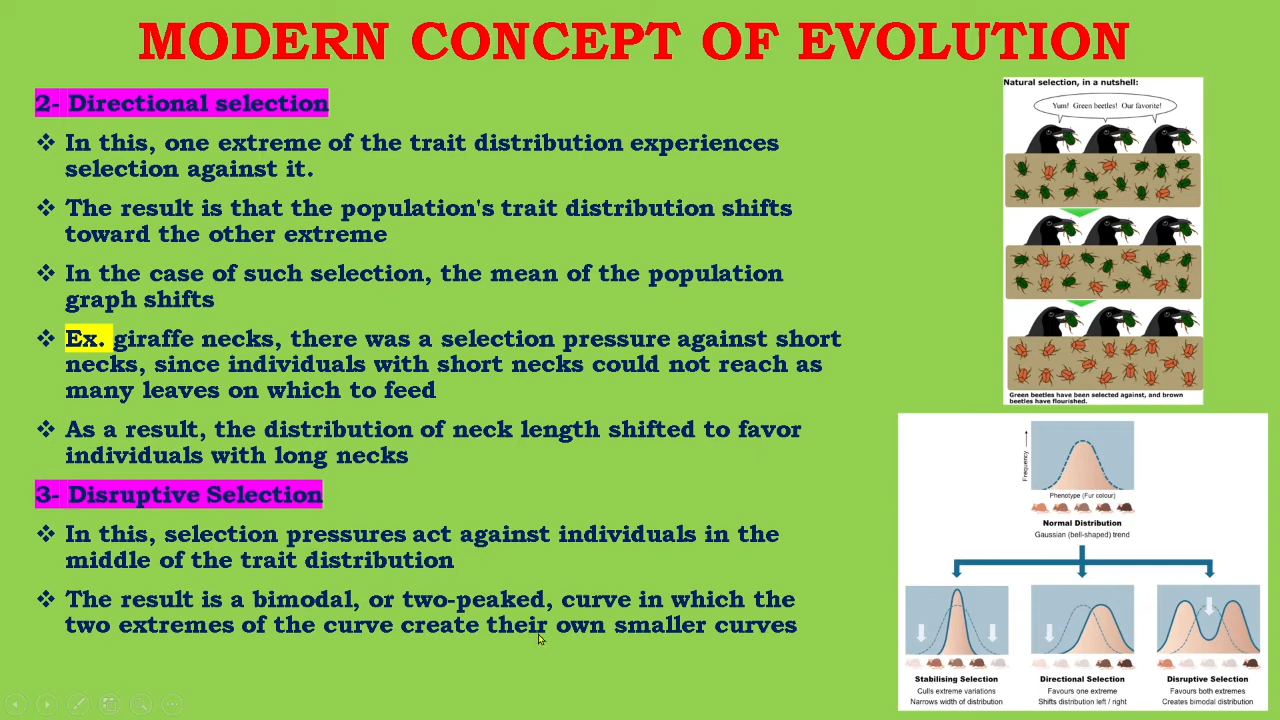 MODERN CONCEPT OF EVOLUTION
2- Directional selection
❖ In this, one extreme of the trait distribution experiences
selection against it.
❖ The result is that the population's trait distribution shifts
toward the other extreme
❖ In the case of such selection, the mean of the population
graph shifts
❖ Ex. giraffe necks, there was a selection pressure against short
necks, since individuals with short necks could not reach as
many leaves on which to feed
❖ As a result, the distribution of neck length shifted to favor
individuals with long necks
3- Disruptive Selection
❖ In this, selection pressures act against individuals in the
middle of the trait distribution
❖ The result is a bimodal, or two-peaked, curve in which the
two extremes of the curve create their own smaller curves
Natural selection, in a nutshell:
Yum! Green beetles! Our favorite!
Green beetles have been selected against, and brown
beetles have flourished.
Frequency
Phenotype (Fur colour)
Normal Distribution
Gaussian (bell-shaped) trend
Stabilising Selection
Culls extreme variations
Narrows width of distribution
Directional Selection
Favours one extreme
Shifts distribution left / right
Disruptive Selection
Favours both extremes
Creates bimodal distribution